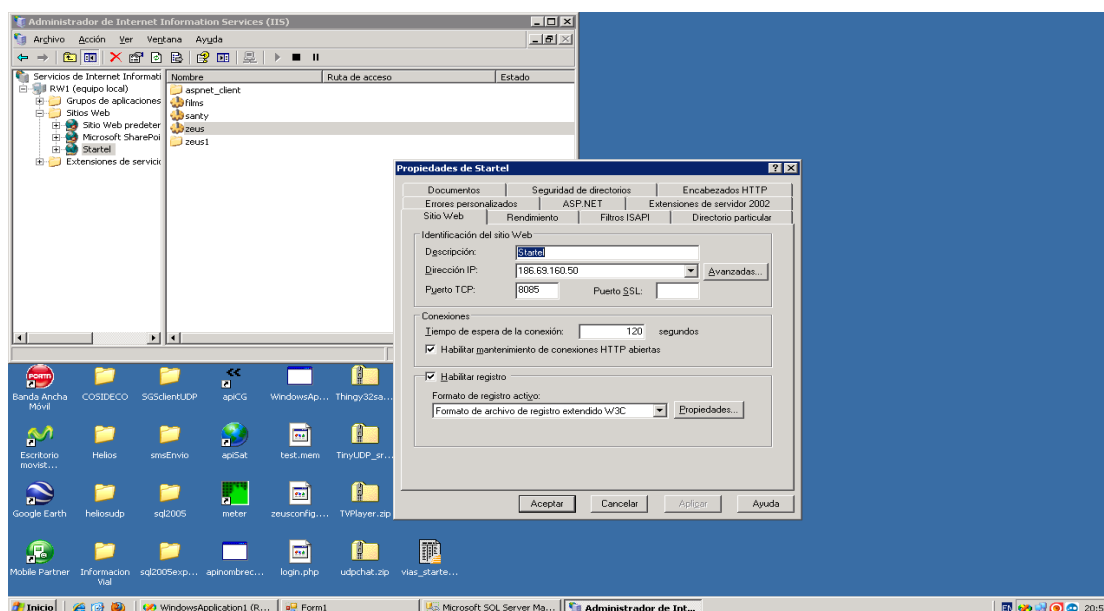 Administrador de Internet Information Services (IIS)
Archivo Acción Ver Ventana Ayuda
Servicios de Internet Informati
RW1 (equipo local)
Grupos de aplicaciones
Sitios Web
Sitio Web predeter
Microsoft SharePoi
Startel
Extensiones de servicic
Nombre Ruta de acceso Estado
aspnet_client
films
santy
zeus
zeus1
Propiedades de Startel
Documentos Seguridad de directorios Encabezados HTTP
Errores personalizados ASP.NET Extensiones de servidor 2002
Sitio Web Rendimiento Filtros ISAPI Directorio particular
Identificación del sitio Web
Descripción: Startel
Dirección IP: 186.69.160.50 Avanzadas...
Puerto TCP: 8085 Puerto SSL:
Conexiones
Tiempo de espera de la conexión: 120 segundos
Habilitar mantenimiento de conexiones HTTP abiertas
Habilitar registro
Formato de registro activo:
Formato de archivo de registro extendido W3C Propiedades...
Aceptar Cancelar Aplicar Ayuda
PORTA
Banda Ancha Móvil
COSIDECO
SGSclientUDP
apiCG
WindowsAp...
Thingy32sa...
Escritorio movist...
Helios
smsEnvio
apiSat
test.mem
TinyUDP_sr...
Google Earth
heliosudp
sql2005
meter
zeusconfig....
TVPlayer.zip
Mobile Partner
Informacion Vial
sql2005exp...
apinombrec...
login.php
udpchat.zip
vias_starte...
Inicio WindowsApplication1 (R... Form1 Microsoft SQL Server Ma... Administrador de Int... EN 20:5